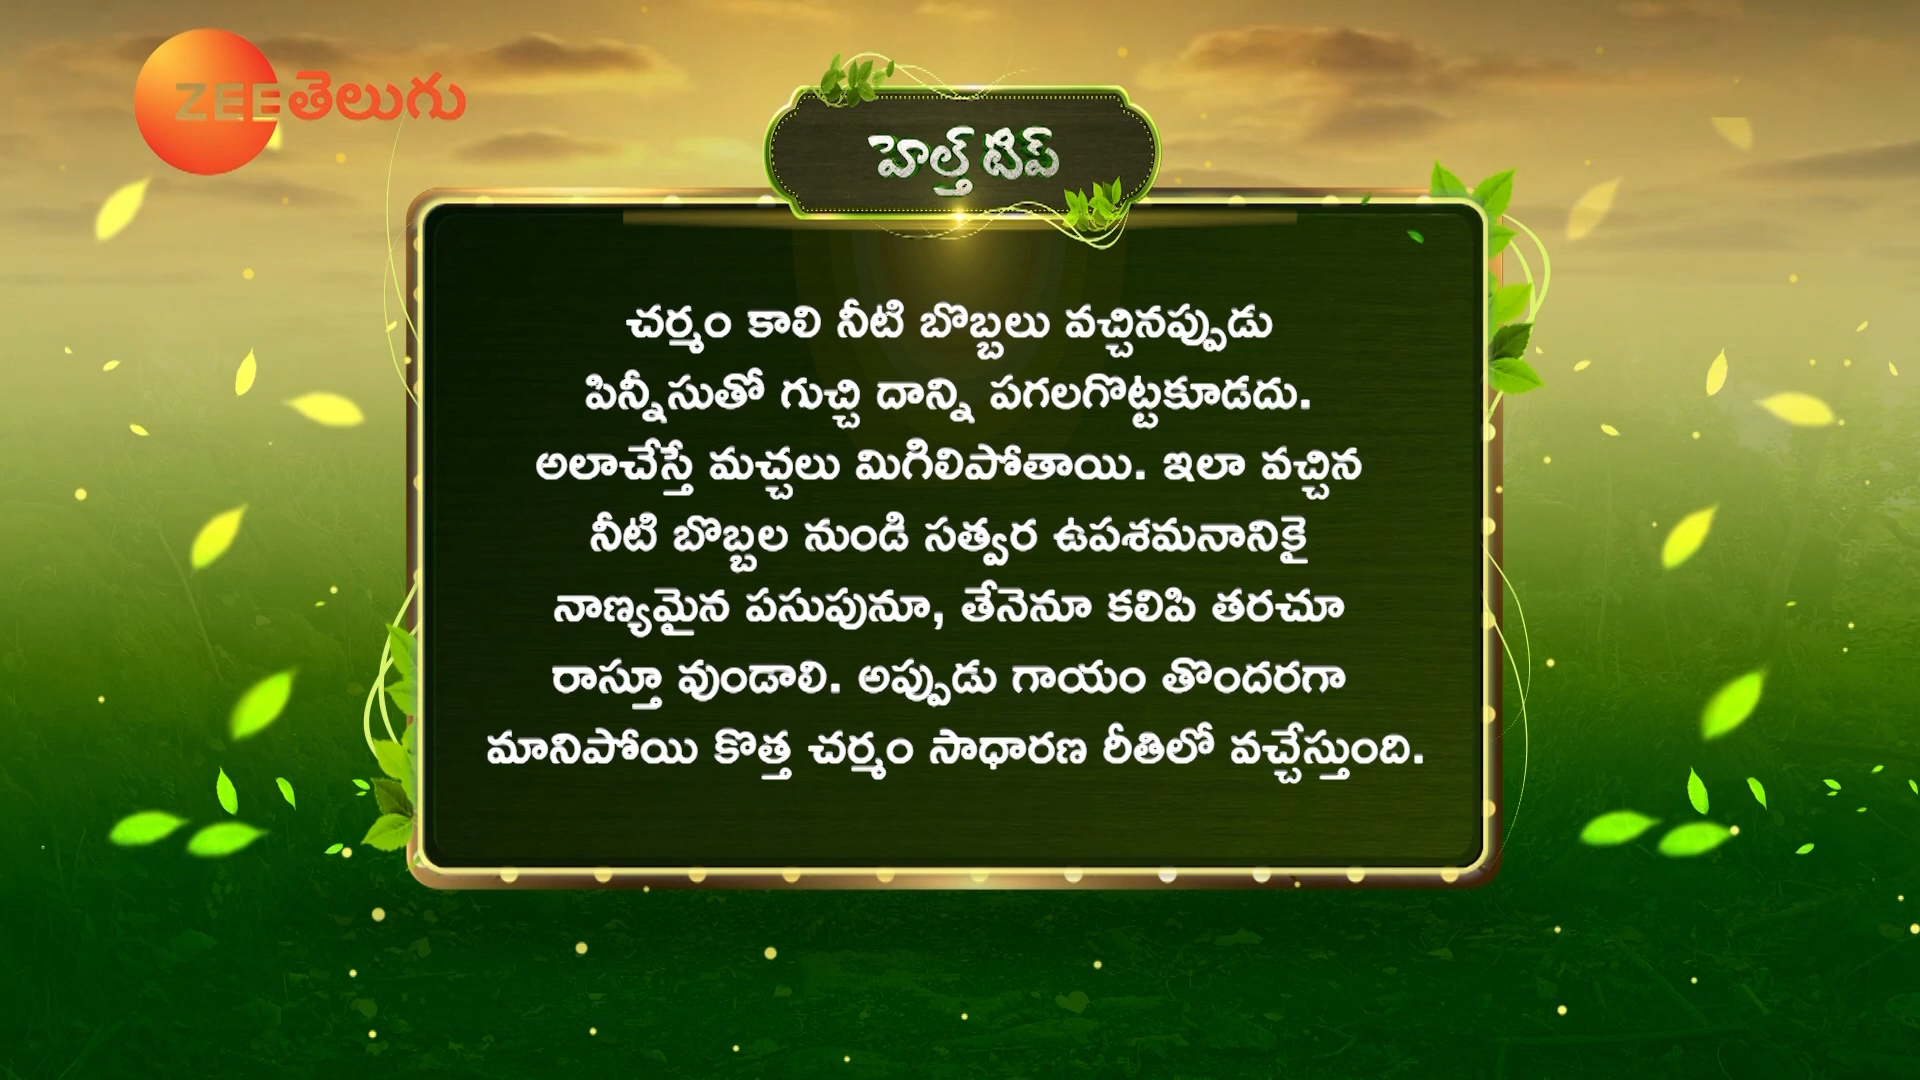 ZEE తెలుగు
హెల్త్ టిప్
చర్మం కాలి నీటి బొబ్బలు వచ్చినప్పుడు
పిన్నీసుతో గుచ్చి దాన్ని పగలగొట్టకూడదు.
అలాచేస్తే మచ్చలు మిగిలిపోతాయి. ఇలా వచ్చిన
నీటి బొబ్బల నుండి సత్వర ఉపశమనానికై
నాణ్యమైన పసుపునూ, తేనెనూ కలిపి తరచూ
రాస్తూ వుండాలి. అప్పుడు గాయం తొందరగా
మానిపోయి కొత్త చర్మం సాధారణ రీతిలో వచ్చేస్తుంది.